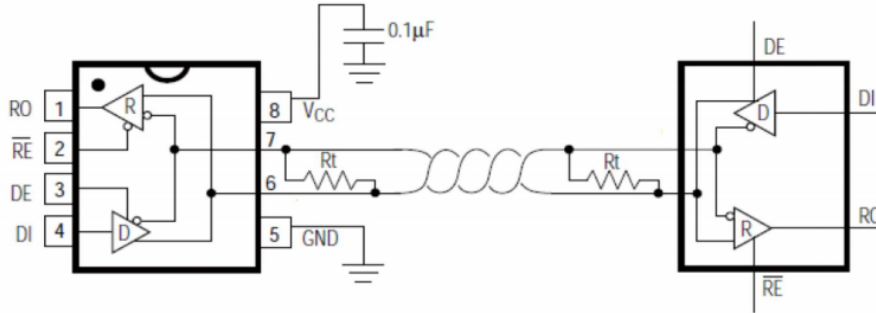 0.1µF
DE
RO 1
R
8 VCC
D
DI
RE 2
7
Rt
Rt
DE 3
6
DI 4
D
5 GND
R
RO
RE